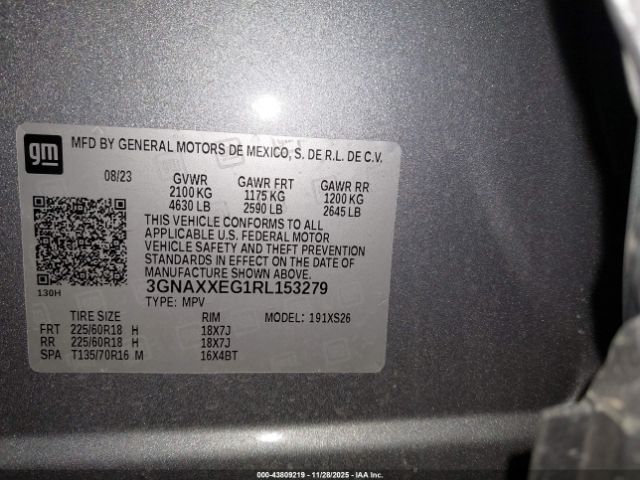 gm
MFD BY GENERAL MOTORS DE MEXICO, S. DE R.L. DE C.V.
08/23 GVWR GAWR FRT GAWR RR
2100 KG 1175 KG 1200 KG
4630 LB 2590 LB 2645 LB
THIS VEHICLE CONFORMS TO ALL
APPLICABLE U.S. FEDERAL MOTOR
VEHICLE SAFETY AND THEFT PREVENTION
STANDARDS IN EFFECT ON THE DATE OF
MANUFACTURE SHOWN ABOVE.
130H
3GNAXXEG1RL153279
TYPE: MPV
TIRE SIZE RIM MODEL: 191XS26
FRT 225/60R18 H 18X7J
RR 225/60R18 H 18X7J
SPA T135/70R16 M 16X4BT
000-43809219 - 11/28/2025 - IAA Inc.